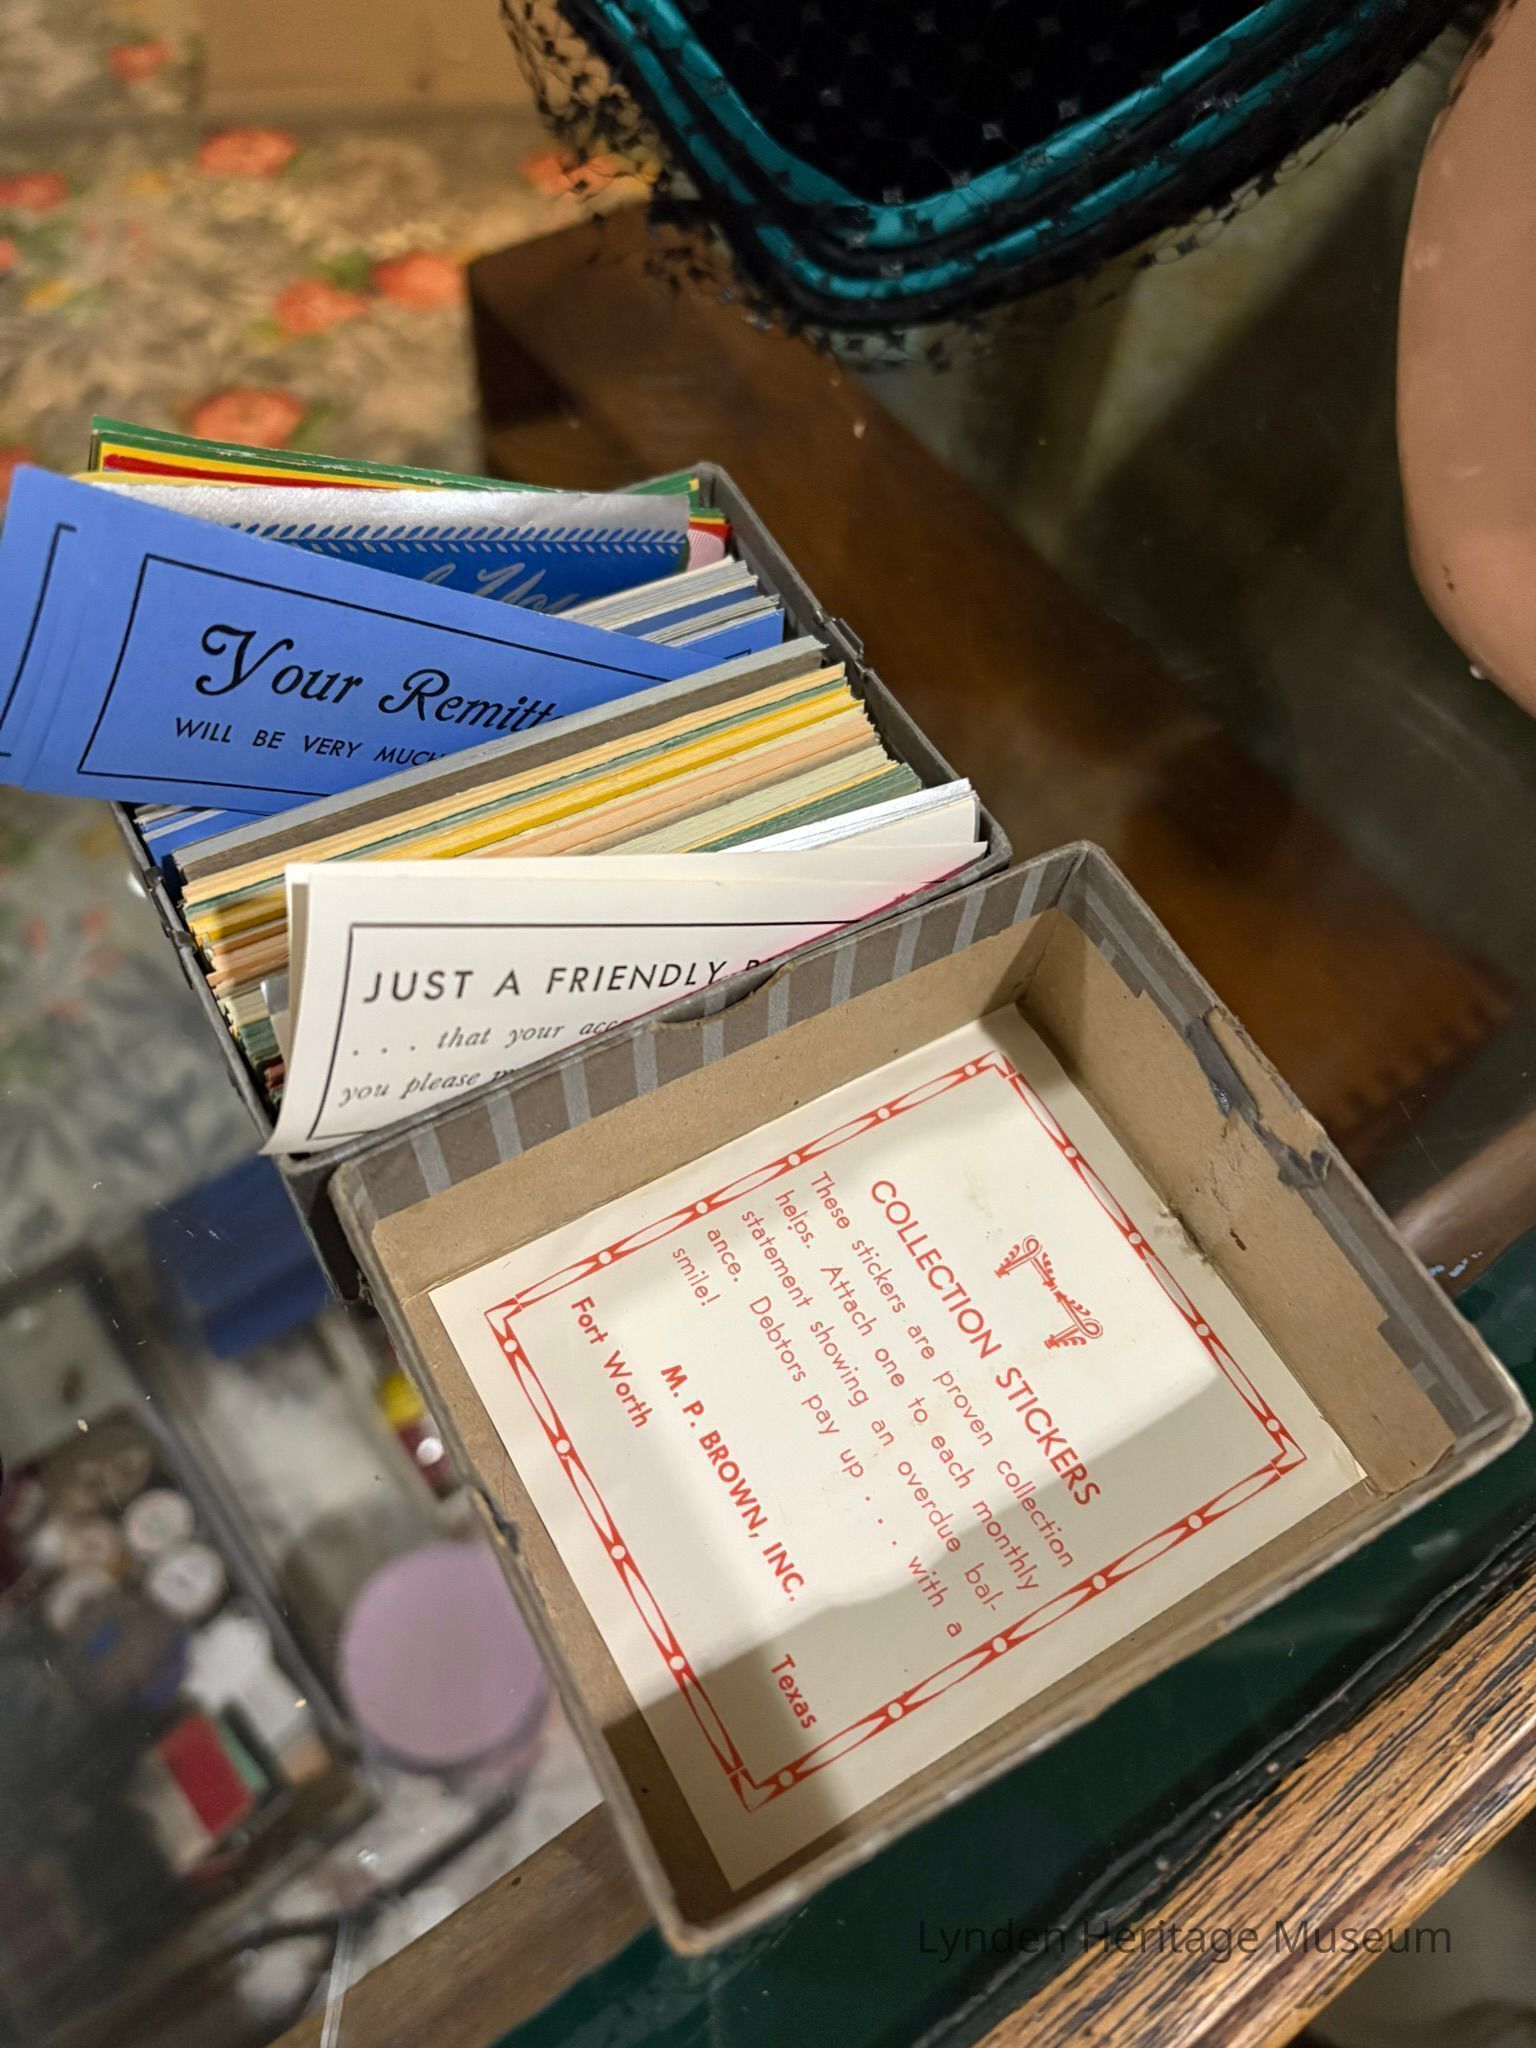 Your
WILL BE VERY MUCH
JUST A FRIENDLY
. . . that your
you please
COLLECTION STICKERS
These stickers are proven collection
helps. Attach one to each monthly
statement showing an overdue bal-
ance. Debtors pay up . . . with a
smile!
M. P. BROWN, INC.
Fort Worth Texas
Lynden Heritage Museum